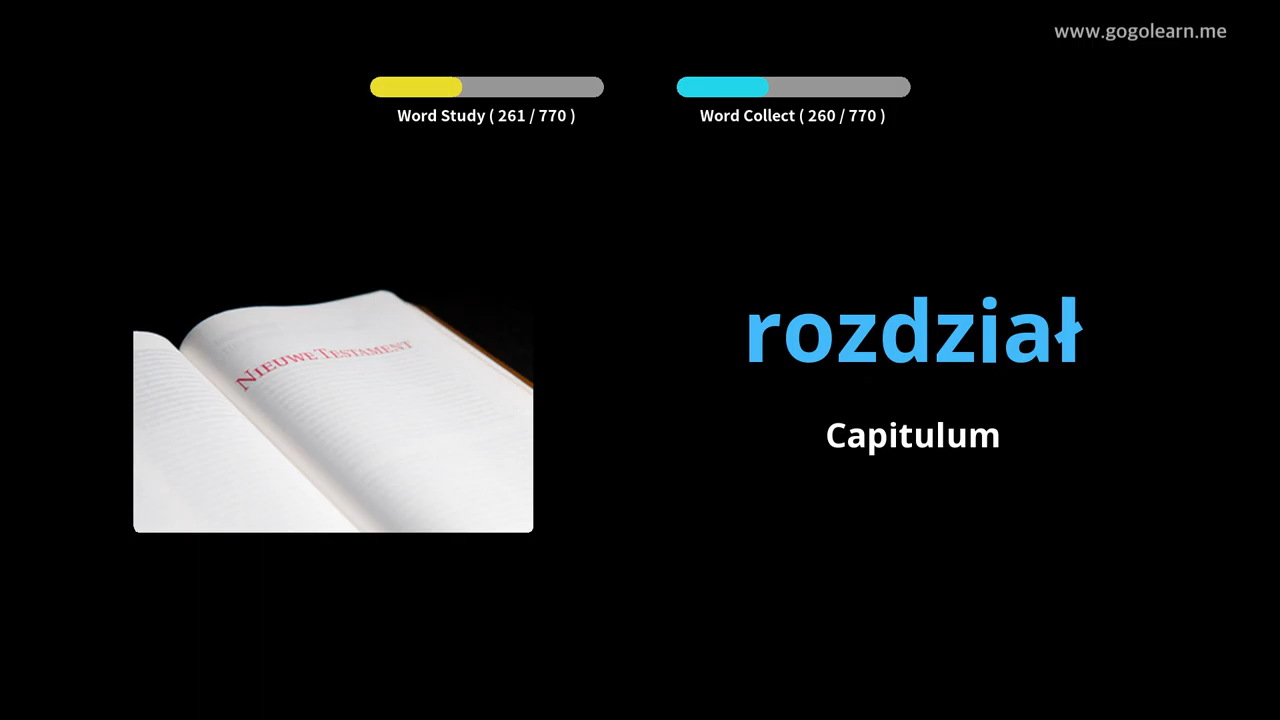 www.gogolearn.me
Word Study ( 261 / 770 )
Word Collect ( 260 / 770 )
rozdział
Capitulum
NIEUWE TESTAMENT